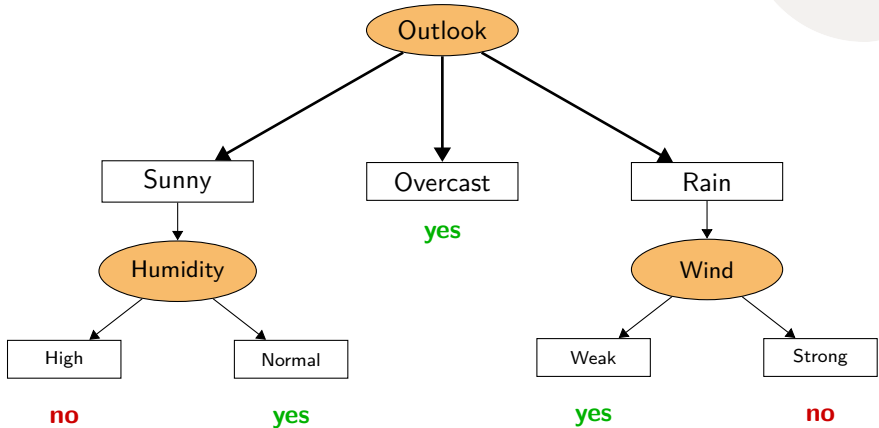 Outlook
Sunny
Overcast
Rain
yes
Humidity
Wind
High
Normal
Weak
Strong
no
yes
yes
no